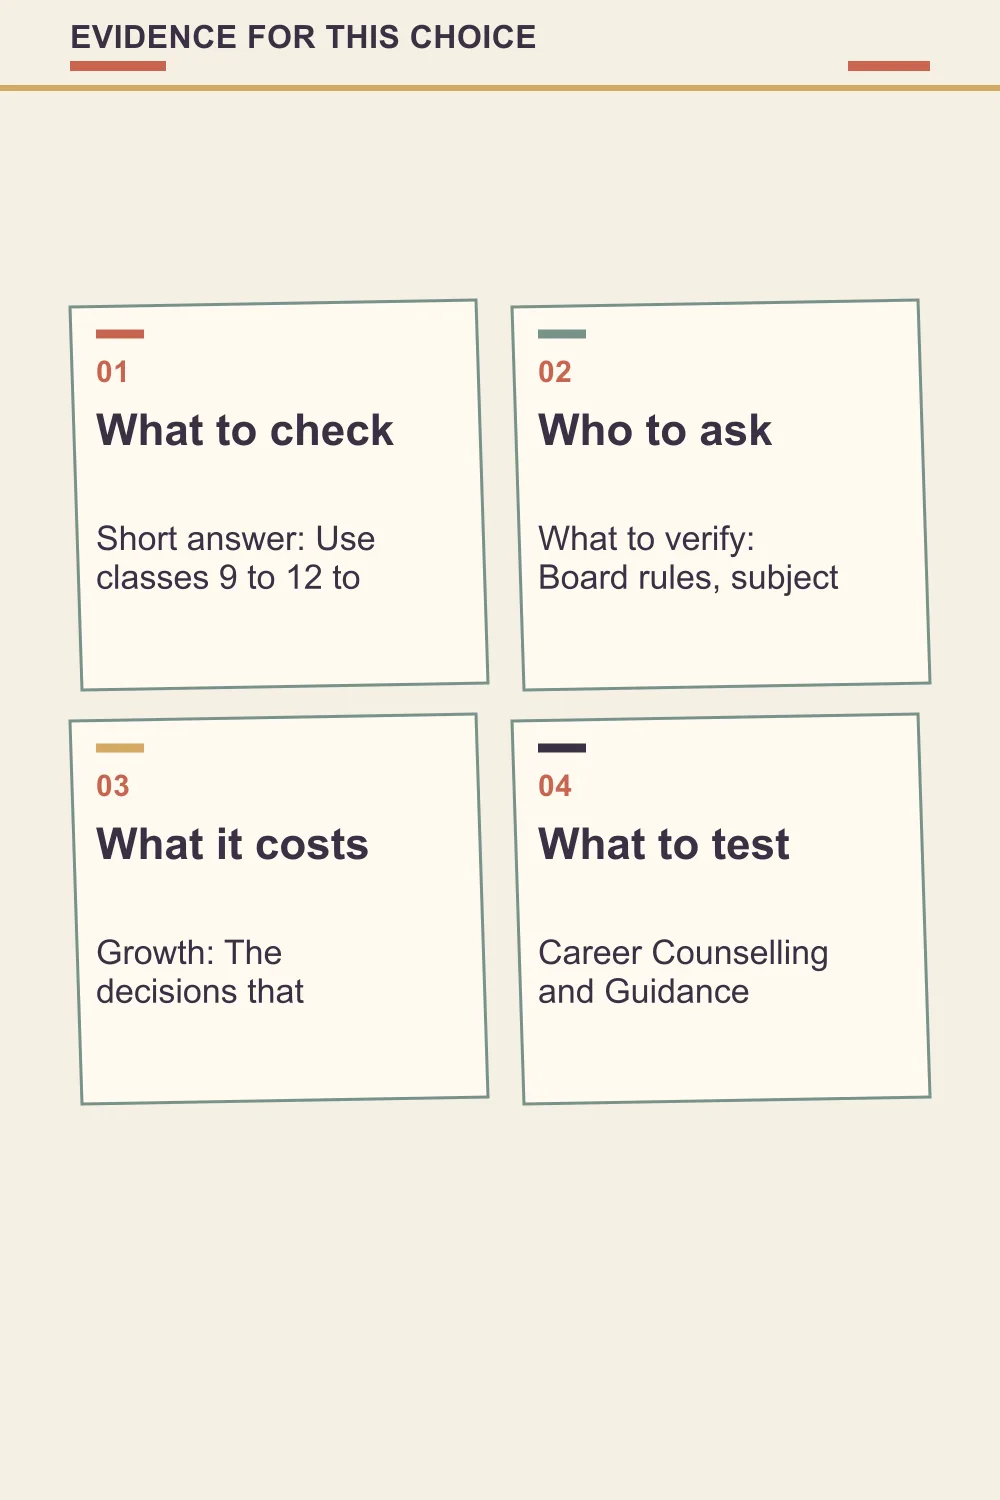 EVIDENCE FOR THIS CHOICE
01
What to check
Short answer: Use
classes 9 to 12 to
02
Who to ask
What to verify:
Board rules, subject
03
What it costs
Growth: The
decisions that
04
What to test
Career Counselling
and Guidance